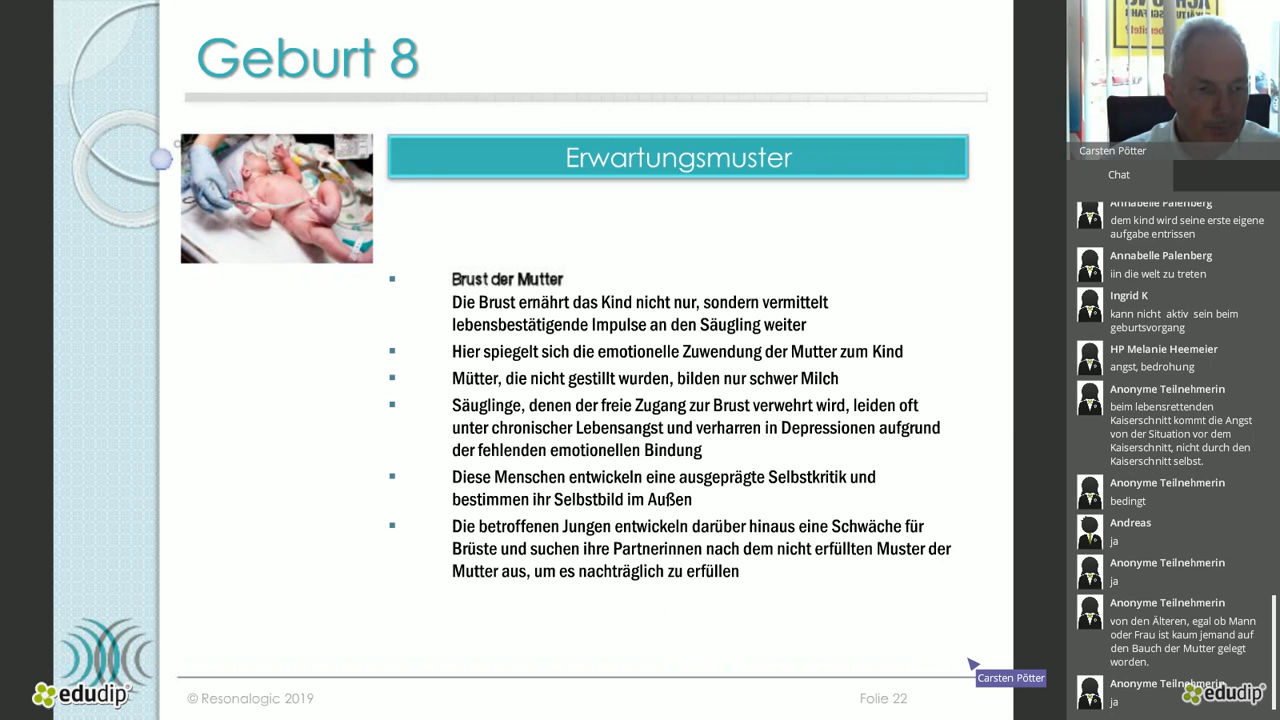 Geburt 8
Erwartungsmuster
Brust der Mutter
Die Brust ernährt das Kind nicht nur, sondern vermittelt
lebensbestätigende Impulse an den Säugling weiter
Hier spiegelt sich die emotionelle Zuwendung der Mutter zum Kind
Mütter, die nicht gestillt wurden, bilden nur schwer Milch
Säuglinge, denen der freie Zugang zur Brust verwehrt wird, leiden oft
unter chronischer Lebensangst und verharren in Depressionen aufgrund
der fehlenden emotionellen Bindung
Diese Menschen entwickeln eine ausgeprägte Selbstkritik und
bestimmen ihr Selbstbild im Außen
Die betroffenen Jungen entwickeln darüber hinaus eine Schwäche für
Brüste und suchen ihre Partnerinnen nach dem nicht erfüllten Muster der
Mutter aus, um es nachträglich zu erfüllen
Carsten Pötter
© Resonalogic 2019
Folie 22
edudip
Carsten Pötter
Chat
Annabelle Palenberg
dem kind wird seine erste eigene
aufgabe entrissen
Annabelle Palenberg
iin die welt zu treten
Ingrid K
kann nicht aktiv sein beim
geburtsvorgang
HP Melanie Heemeier
angst, bedrohung
Anonyme Teilnehmerin
beim lebensrettenden
Kaiserschnitt kommt die Angst
von der Situation vor dem
Kaiserschnitt, nicht durch den
Kaiserschnitt selbst.
Anonyme Teilnehmerin
bedingt
Andreas
ja
Anonyme Teilnehmerin
ja
Anonyme Teilnehmerin
von den Älteren, egal ob Mann
oder Frau ist kaum jemand auf
den Bauch der Mutter gelegt
worden.
Anonyme Teilnehmerin
ja
edudip